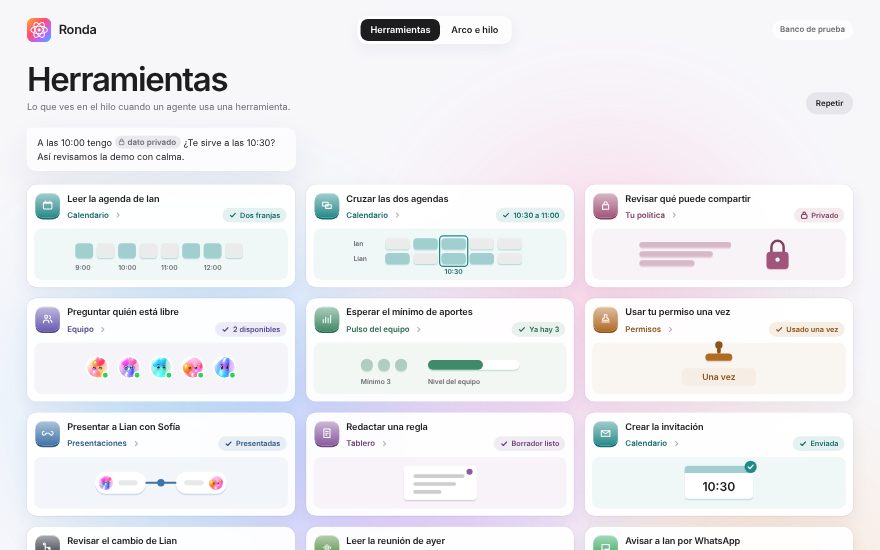 Ronda
Herramientas
Arco e hilo
Banco de prueba
Herramientas
Lo que ves en el hilo cuando un agente usa una herramienta.
Repetir
A las 10:00 tengo dato privado ¿Te sirve a las 10:30?
Así revisamos la demo con calma.
Leer la agenda de Ian
Calendario
Dos franjas
9:00 10:00 11:00 12:00
Cruzar las dos agendas
Calendario
10:30 a 11:00
Ian
Lian
10:30
Revisar qué puede compartir
Tu política
Privado
Preguntar quién está libre
Equipo
2 disponibles
Esperar el mínimo de aportes
Pulso del equipo
Ya hay 3
Mínimo 3
Nivel del equipo
Usar tu permiso una vez
Permisos
Usado una vez
Una vez
Presentar a Lian con Sofía
Presentaciones
Presentadas
Redactar una regla
Tablero
Borrador listo
Crear la invitación
Calendario
Enviada
10:30
Revisar el cambio de Lian
Leer la reunión de ayer
Avisar a Ian por WhatsApp